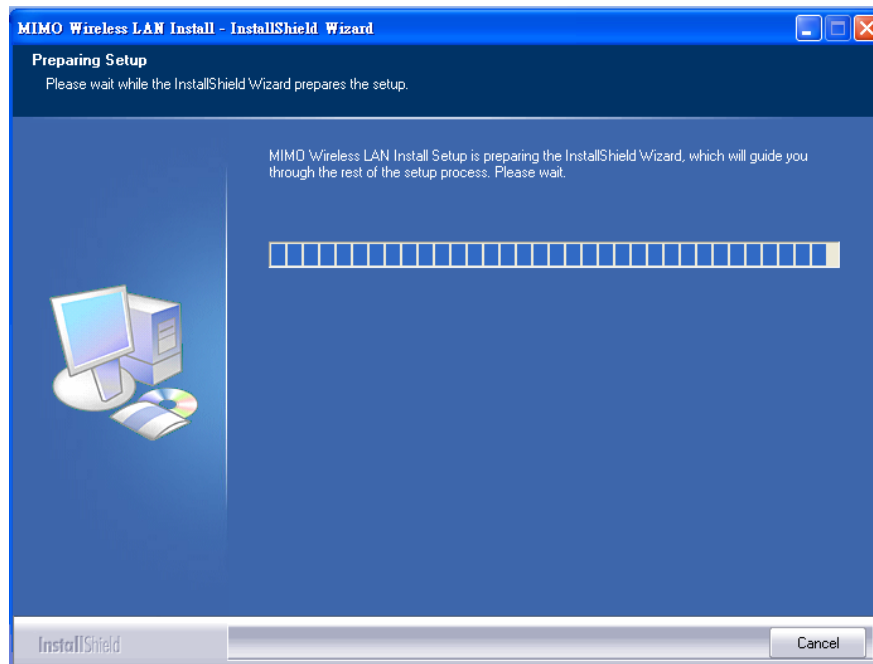 MIMO Wireless LAN Install - InstallShield Wizard
Preparing Setup
Please wait while the InstallShield Wizard prepares the setup.
MIMO Wireless LAN Install Setup is preparing the InstallShield Wizard, which will guide you
through the rest of the setup process. Please wait.
InstallShield
Cancel